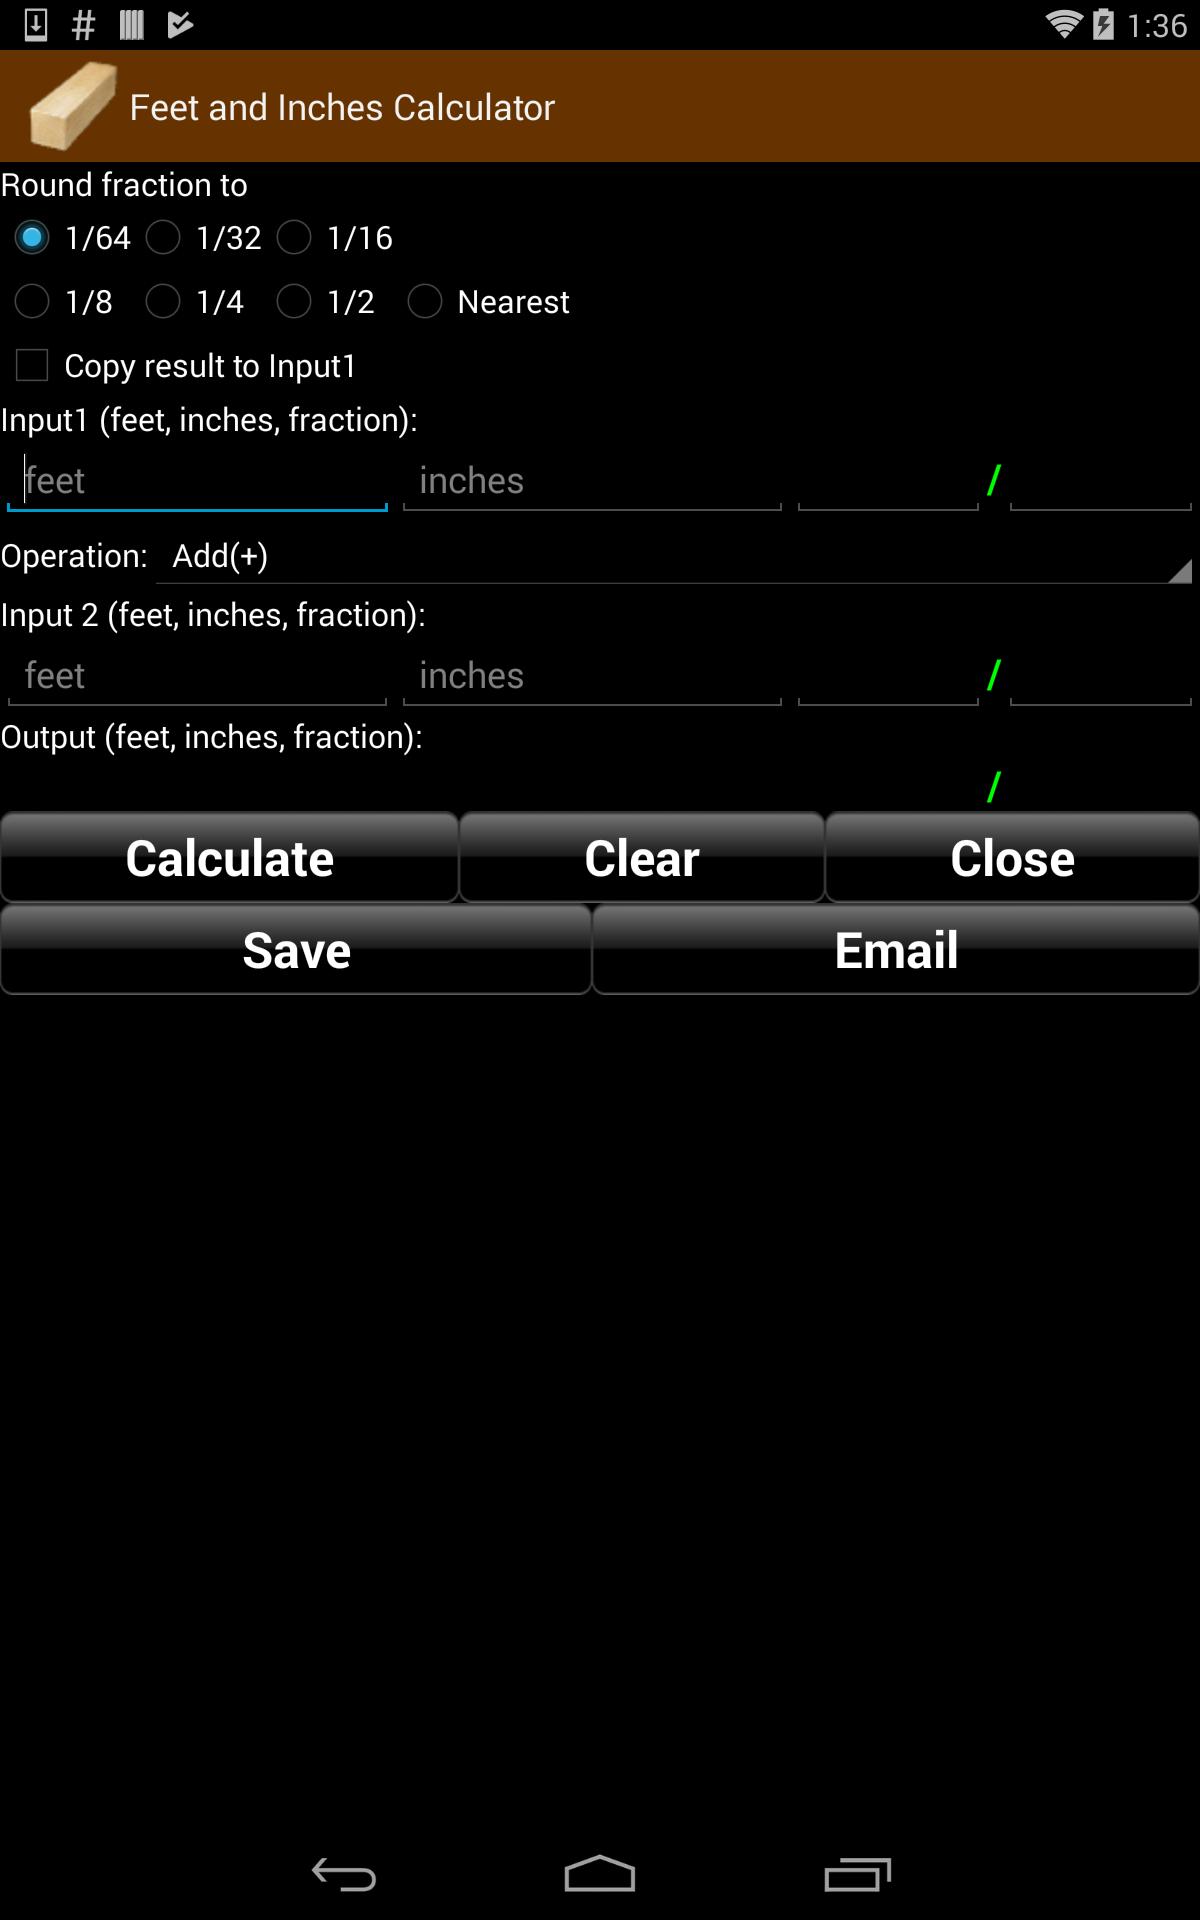 1:36
Feet and Inches Calculator
Round fraction to
1/64 1/32 1/16
1/8 1/4 1/2 Nearest
Copy result to Input1
Input1 (feet, inches, fraction):
feet inches /
Operation: Add(+)
Input 2 (feet, inches, fraction):
feet inches /
Output (feet, inches, fraction):
/
Calculate Clear Close
Save Email